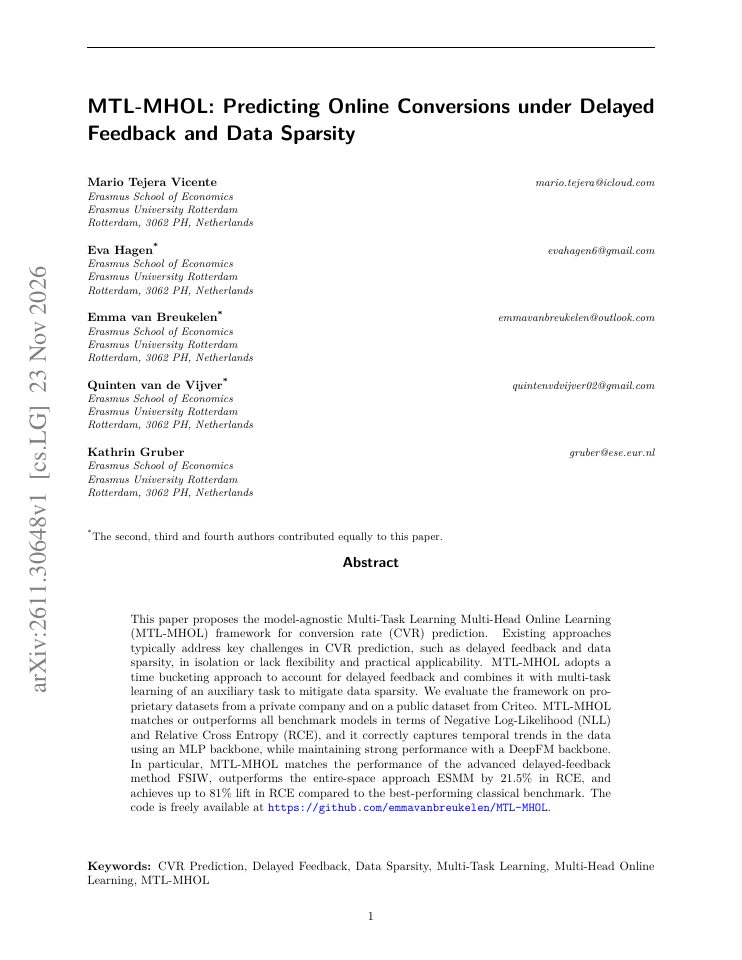 MTL-MHOL: Predicting Online Conversions under Delayed
Feedback and Data Sparsity
Mario Tejera Vicente mario.tejera@icloud.com
Erasmus School of Economics
Erasmus University Rotterdam
Rotterdam, 3062 PH, Netherlands
Eva Hagen* evahagen6@gmail.com
Erasmus School of Economics
Erasmus University Rotterdam
Rotterdam, 3062 PH, Netherlands
Emma van Breukelen* emmavanbreukelen@outlook.com
Erasmus School of Economics
Erasmus University Rotterdam
Rotterdam, 3062 PH, Netherlands
Quinten van de Vijver* quintenvdvijver02@gmail.com
Erasmus School of Economics
Erasmus University Rotterdam
Rotterdam, 3062 PH, Netherlands
Kathrin Gruber gruber@ese.eur.nl
Erasmus School of Economics
Erasmus University Rotterdam
Rotterdam, 3062 PH, Netherlands
*The second, third and fourth authors contributed equally to this paper.
Abstract
This paper proposes the model-agnostic Multi-Task Learning Multi-Head Online Learning
(MTL-MHOL) framework for conversion rate (CVR) prediction. Existing approaches
typically address key challenges in CVR prediction, such as delayed feedback and data
sparsity, in isolation or lack flexibility and practical applicability. MTL-MHOL adopts a
time bucketing approach to account for delayed feedback and combines it with multi-task
learning of an auxiliary task to mitigate data sparsity. We evaluate the framework on pro-
prietary datasets from a private company and on a public dataset from Criteo. MTL-MHOL
matches or outperforms all benchmark models in terms of Negative Log-Likelihood (NLL)
and Relative Cross Entropy (RCE), and it correctly captures temporal trends in the data
using an MLP backbone, while maintaining strong performance with a DeepFM backbone.
In particular, MTL-MHOL matches the performance of the advanced delayed-feedback
method FSIW, outperforms the entire-space approach ESMM by 21.5% in RCE, and
achieves up to 81% lift in RCE compared to the best-performing classical benchmark. The
code is freely available at https://github.com/emmavanbreukelen/MTL-MHOL.
Keywords: CVR Prediction, Delayed Feedback, Data Sparsity, Multi-Task Learning, Multi-Head Online
Learning, MTL-MHOL
1
arXiv:2611.30648v1 [cs.LG] 23 Nov 2026